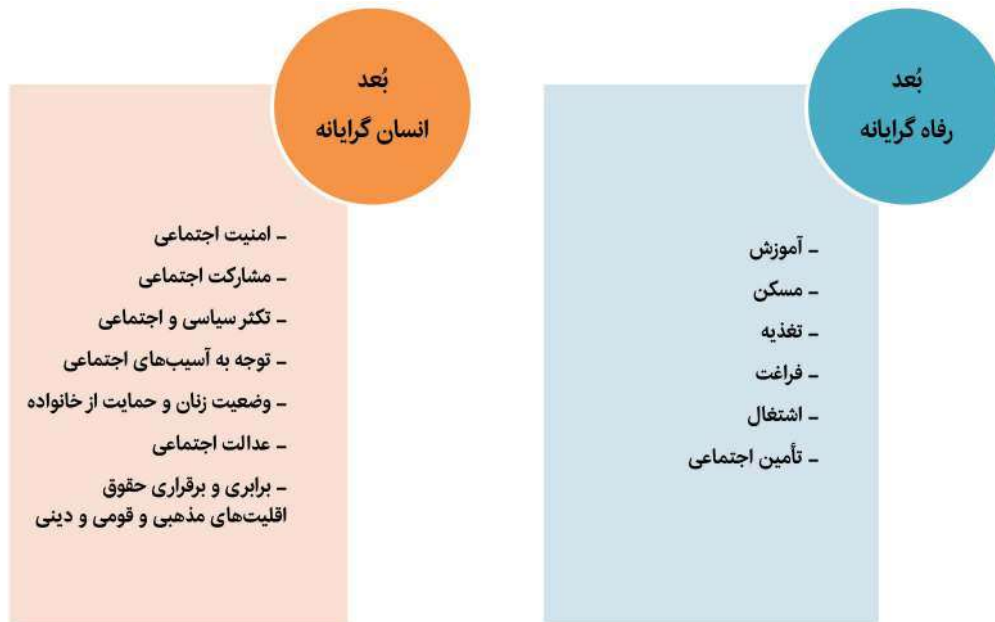 بُعد
رفاه گرایانه
ـ آموزش
ـ مسکن
ـ تغذیه
ـ فراغت
ـ اشتغال
ـ تأمین اجتماعی
بُعد
انسان گرایانه
ـ امنیت اجتماعی
ـ مشارکت اجتماعی
ـ تکثر سیاسی و اجتماعی
ـ توجه به آسیب‌های اجتماعی
ـ وضعیت زنان و حمایت از خانواده
ـ عدالت اجتماعی
ـ برابری و برقراری حقوق
اقلیت‌های مذهبی و قومی و دینی